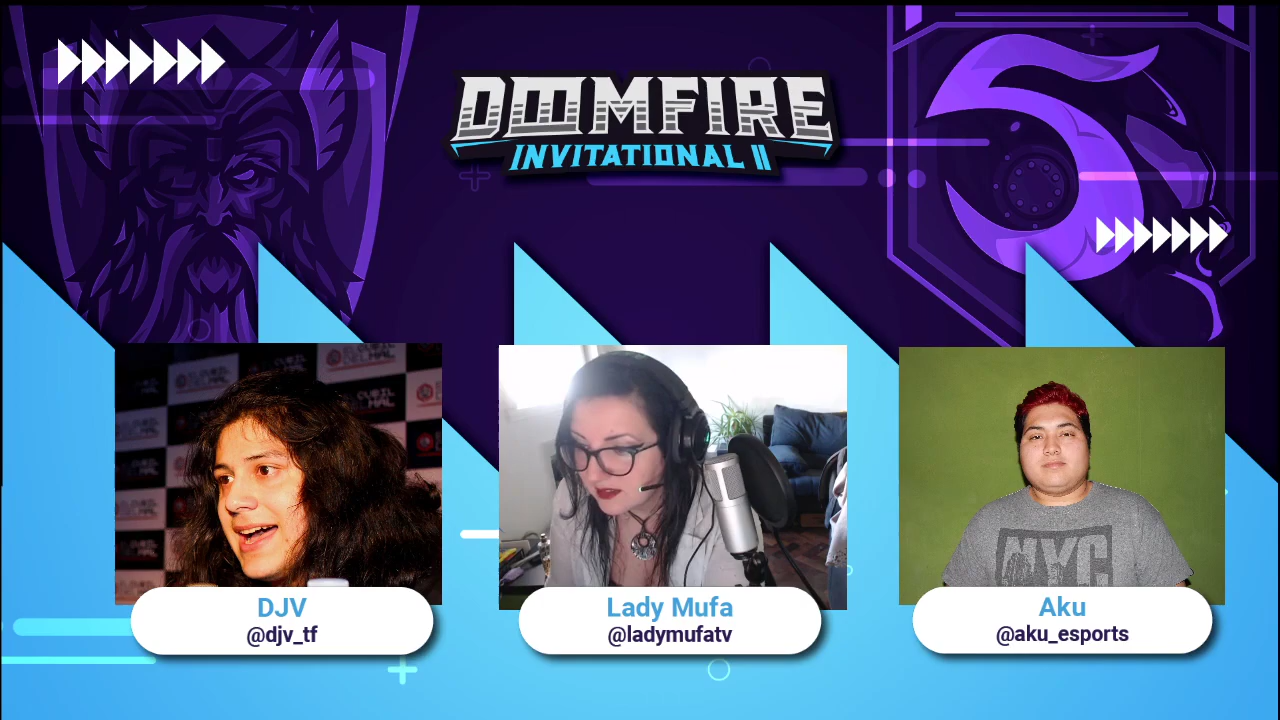 DOOMFIRE
INVITATIONAL II
DJV
@djv_tf
Lady Mufa
@ladymufatv
NYC
Aku
@aku_esports